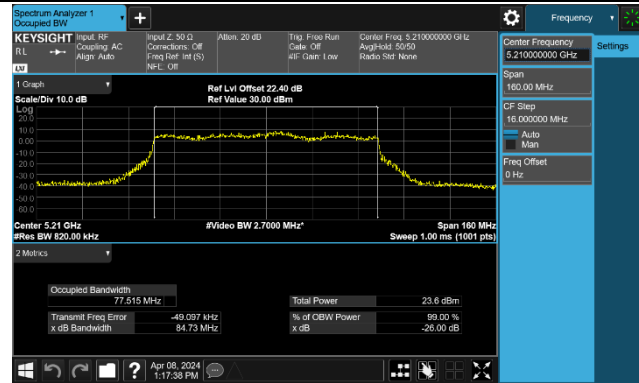 Spectrum Analyzer 1
Occupied BW
Frequency
KEYSIGHT
RL
LXI
Input: RF
Coupling: AC
Align: Auto
Input Z: 50 Ω
Corrections: Off
Freq Ref: Int (S)
NFE: Off
Atten: 20 dB
Trig: Free Run
Gate: Off
#IF Gain: Low
Center Freq: 5.210000000 GHz
Avg|Hold: 50/50
Radio Std: None
Center Frequency
5.210000000 GHz
Settings
Span
160.00 MHz
CF Step
16.000000 MHz
Auto
Man
Freq Offset
0 Hz
1 Graph
Scale/Div 10.0 dB
Ref Lvl Offset 22.40 dB
Ref Value 30.00 dBm
Log
20.0
10.0
0.00
-10.0
-20.0
-30.0
-40.0
-50.0
-60.0
Center 5.21 GHz
#Res BW 820.00 kHz
#Video BW 2.7000 MHz*
Span 160 MHz
Sweep 1.00 ms (1001 pts)
2 Metrics
Occupied Bandwidth
77.515 MHz
Total Power 23.6 dBm
Transmit Freq Error -49.097 kHz
% of OBW Power 99.00 %
x dB Bandwidth 84.73 MHz
x dB -26.00 dB
Apr 08, 2024
1:17:38 PM